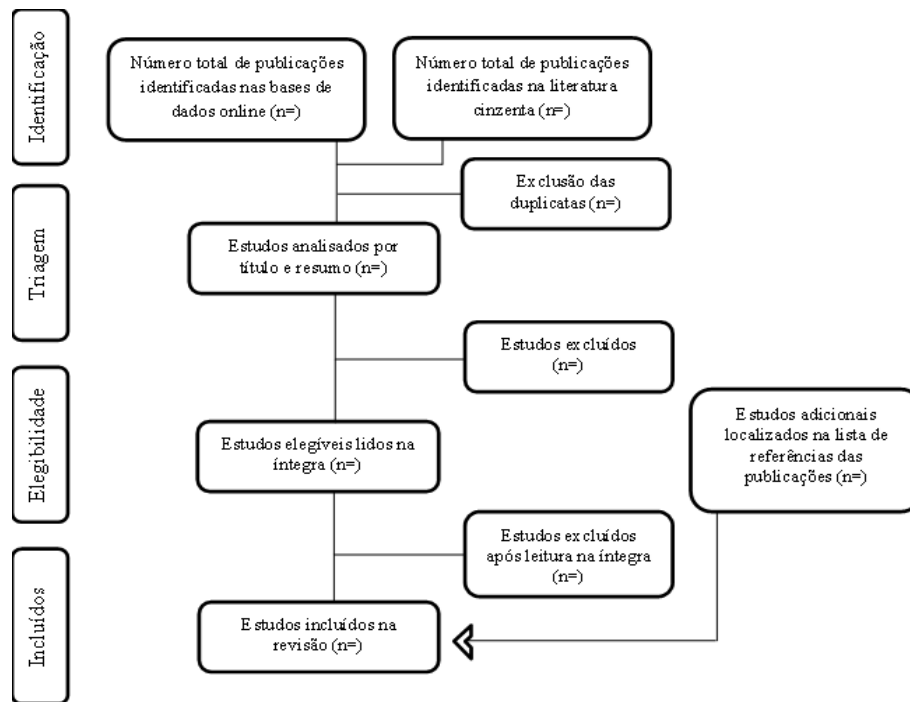 Identificação
Número total de publicações
identificadas nas bases de
dados online (n=)
Número total de publicações
identificadas na literatura
cinzenta (n=)
Exclusão das
duplicatas (n=)
Triagem
Estudos analisados por
título e resumo (n=)
Estudos excluídos
(n=)
Elegibilidade
Estudos elegíveis lidos na
íntegra (n=)
Estudos adicionais
localizados na lista de
referências das
publicações (n=)
Estudos excluídos
após leitura na íntegra
(n=)
Incluídos
Estudos incluídos na
revisão (n=)